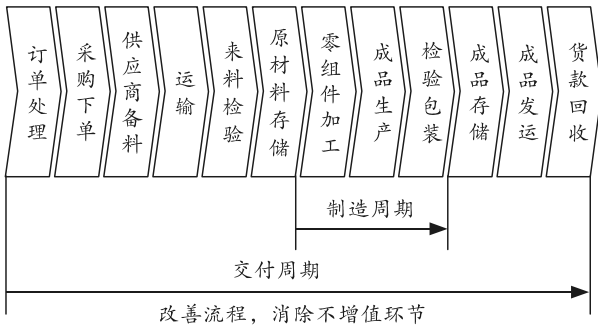 订单处理
采购下单
供应商备料
运输
来料检验
原材料存储
零组件加工
成品生产
检验包装
成品存储
成品发运
货款回收
制造周期
交付周期
改善流程，消除不增值环节